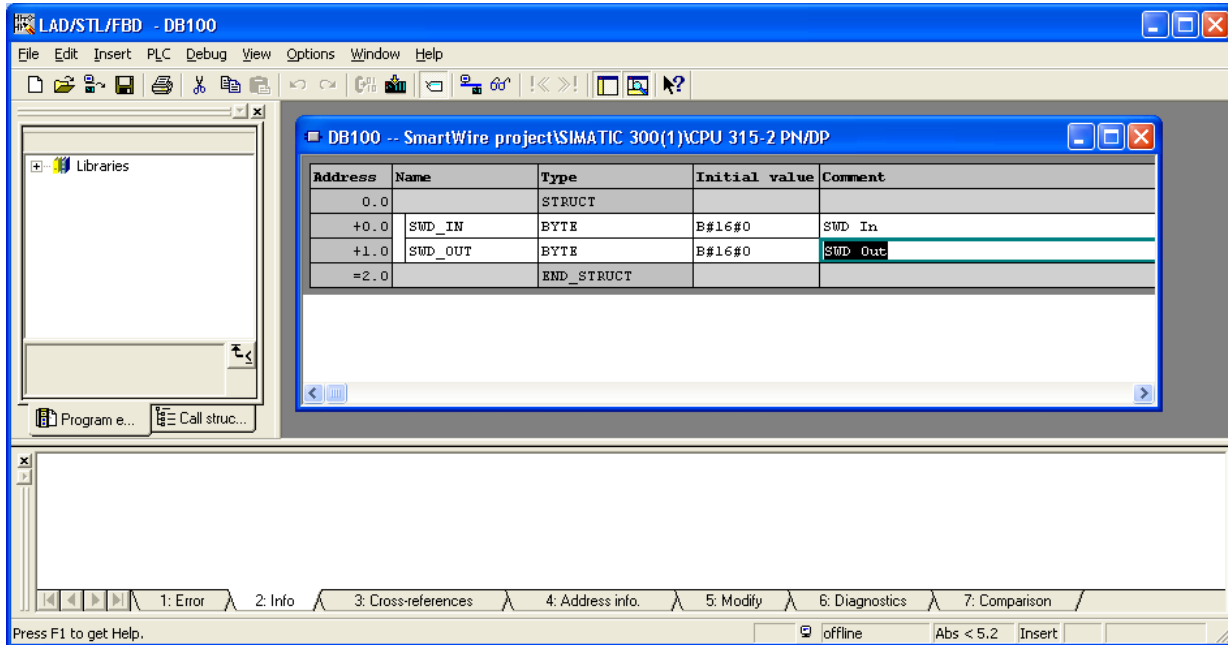 LAD/STL/FBD - DB100
File Edit Insert PLC Debug View Options Window Help
DB100 -- SmartWire project\SIMATIC 300(1)\CPU 315-2 PN/DP
Libraries
Address Name Type Initial value Comment
0.0 STRUCT
+0.0 SWD_IN BYTE B#16#0 SWD In
+1.0 SWD_OUT BYTE B#16#0 SWD Out
=2.0 END_STRUCT
Program e... Call struc...
1: Error 2: Info 3: Cross-references 4: Address info. 5: Modify 6: Diagnostics 7: Comparison
Press F1 to get Help. offline Abs < 5.2 Insert